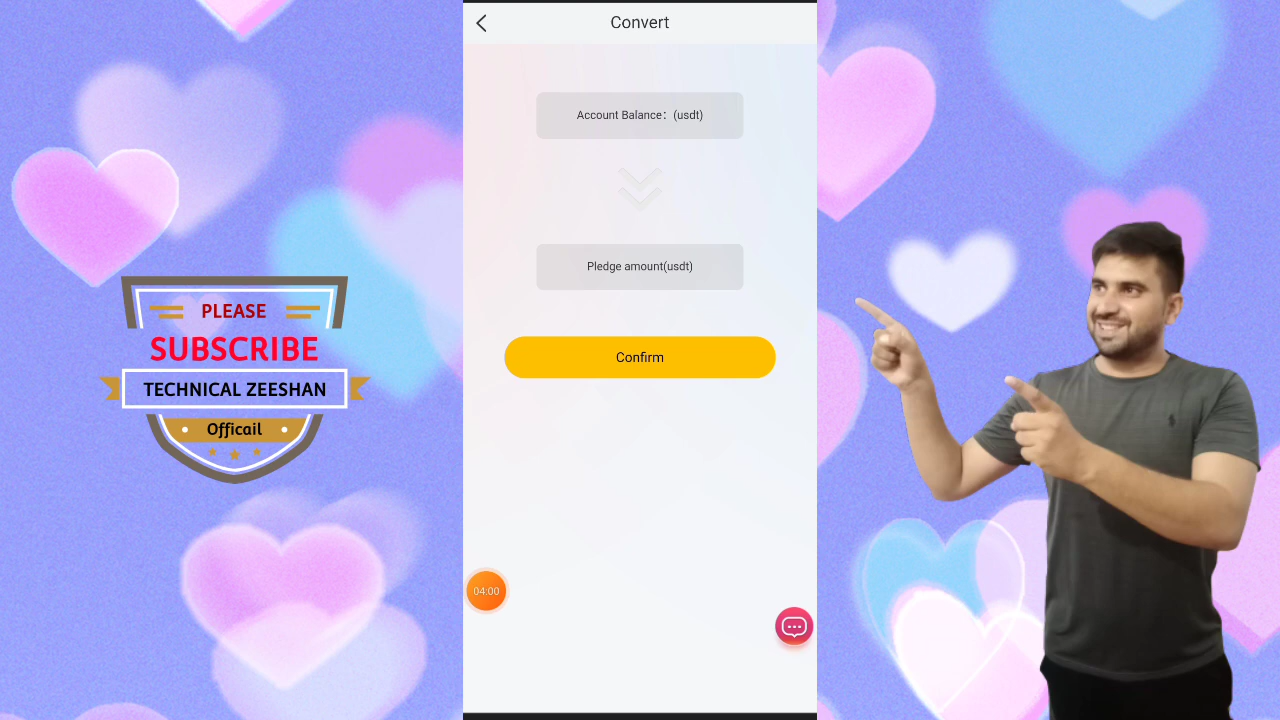 PLEASE
SUBSCRIBE
TECHNICAL ZEESHAN
Officail
Convert
Account Balance：(usdt)
Pledge amount(usdt)
Confirm
04:00